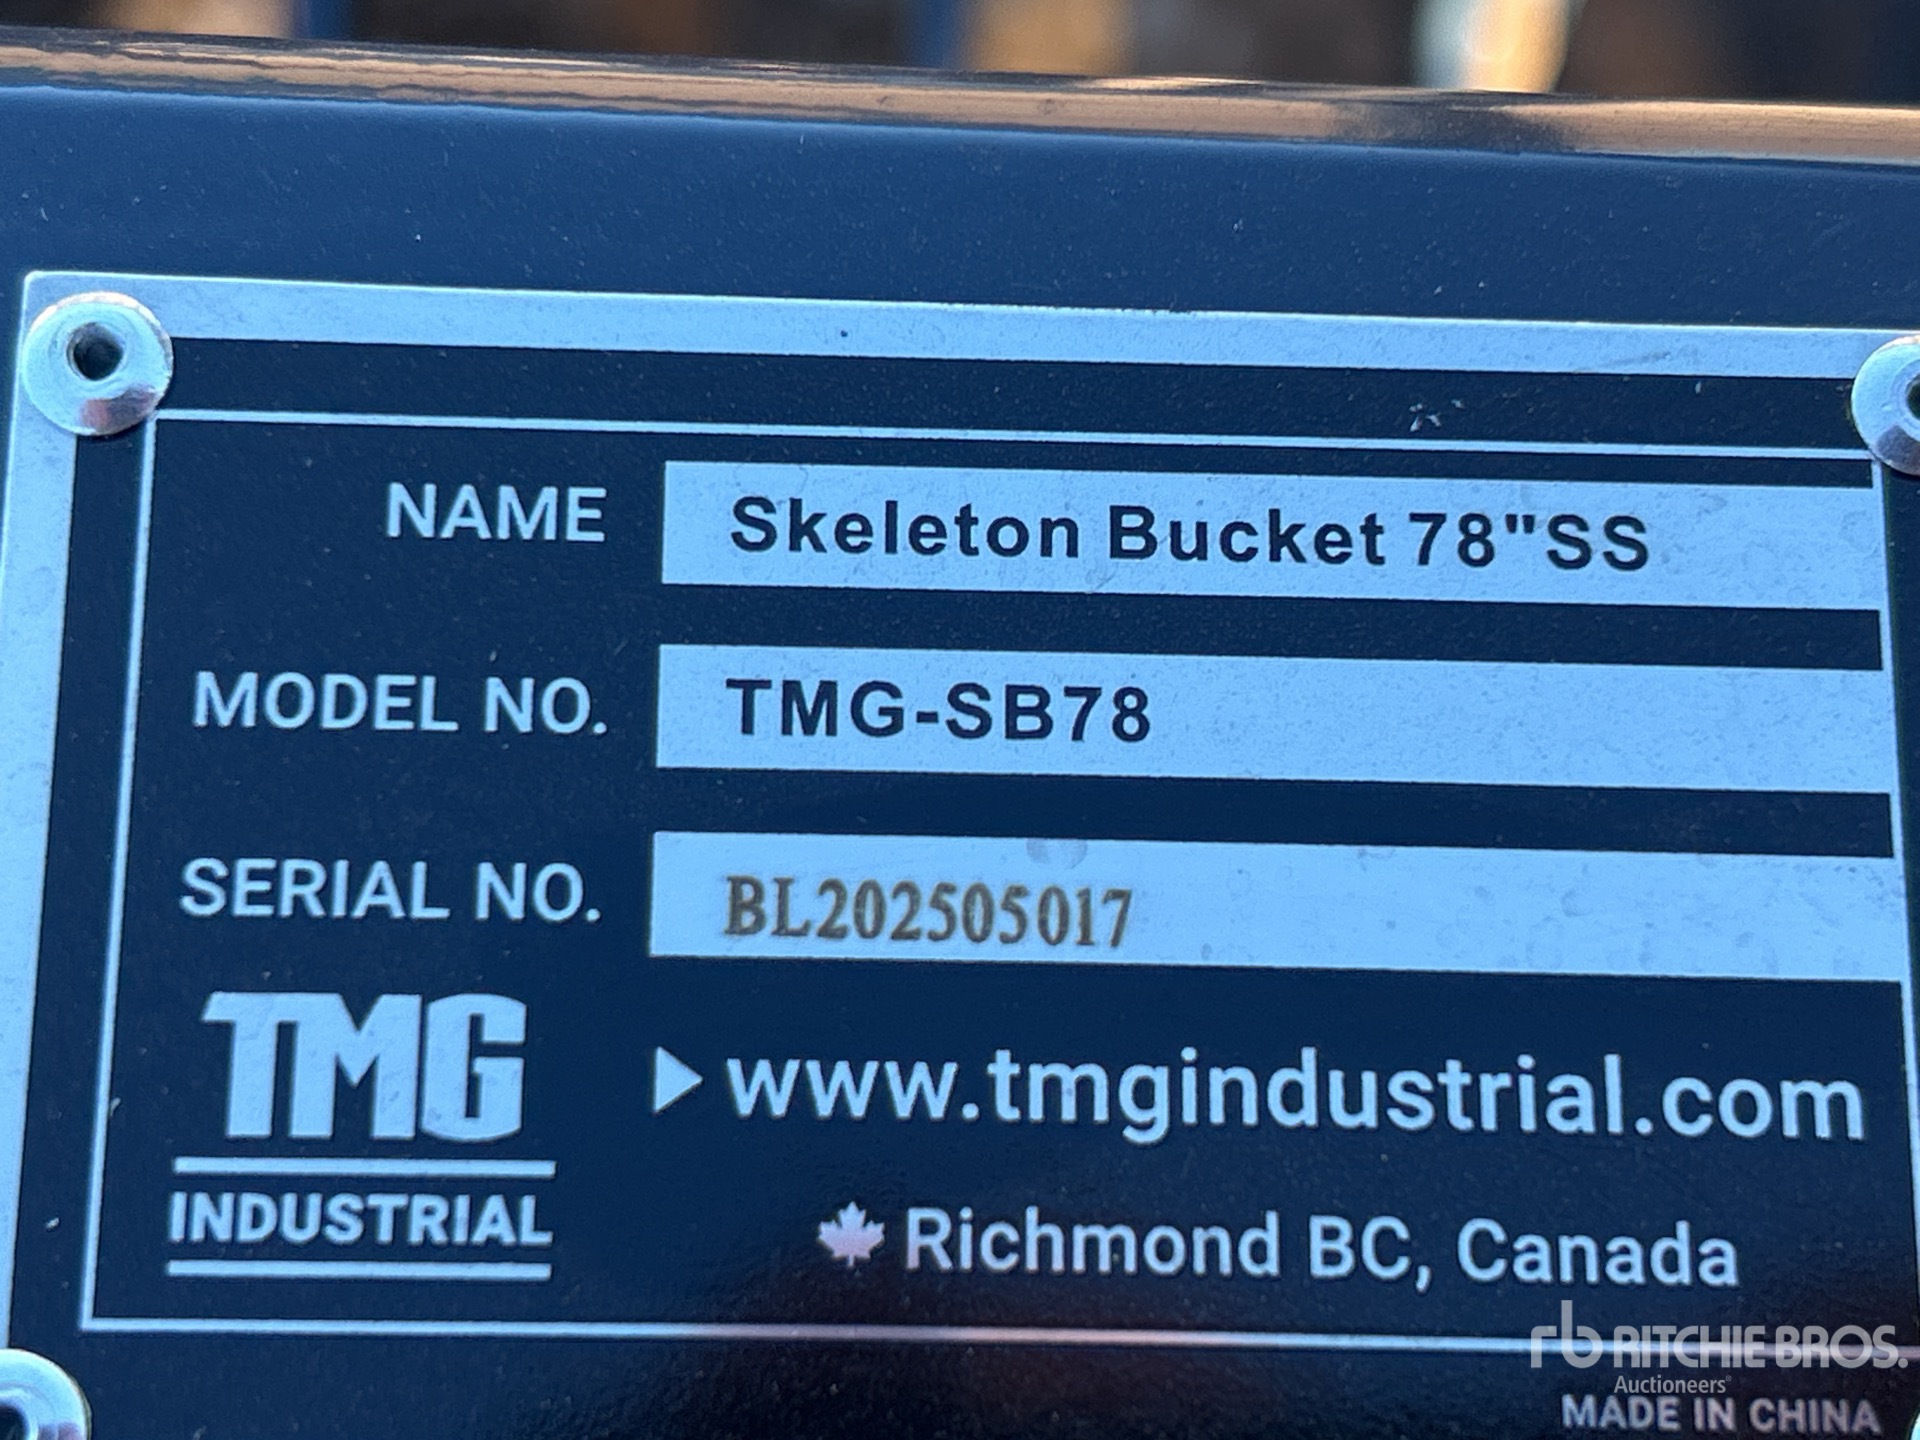 NAME Skeleton Bucket 78"SS
MODEL NO. TMG-SB78
SERIAL NO. BL202505017
TMG
INDUSTRIAL
www.tmgindustrial.com
Richmond BC, Canada
rb RITCHIE BROS.
Auctioneers
MADE IN CHINA